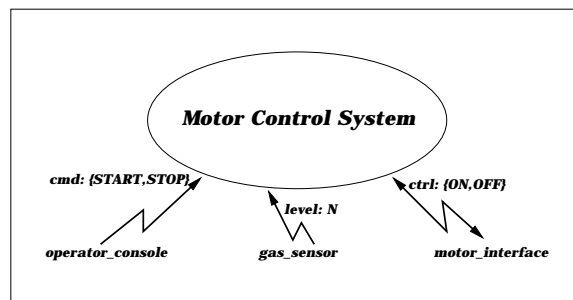 Motor Control System
cmd: {START,STOP}
ctrl: {ON,OFF}
level: N
operator_console
gas_sensor
motor_interface